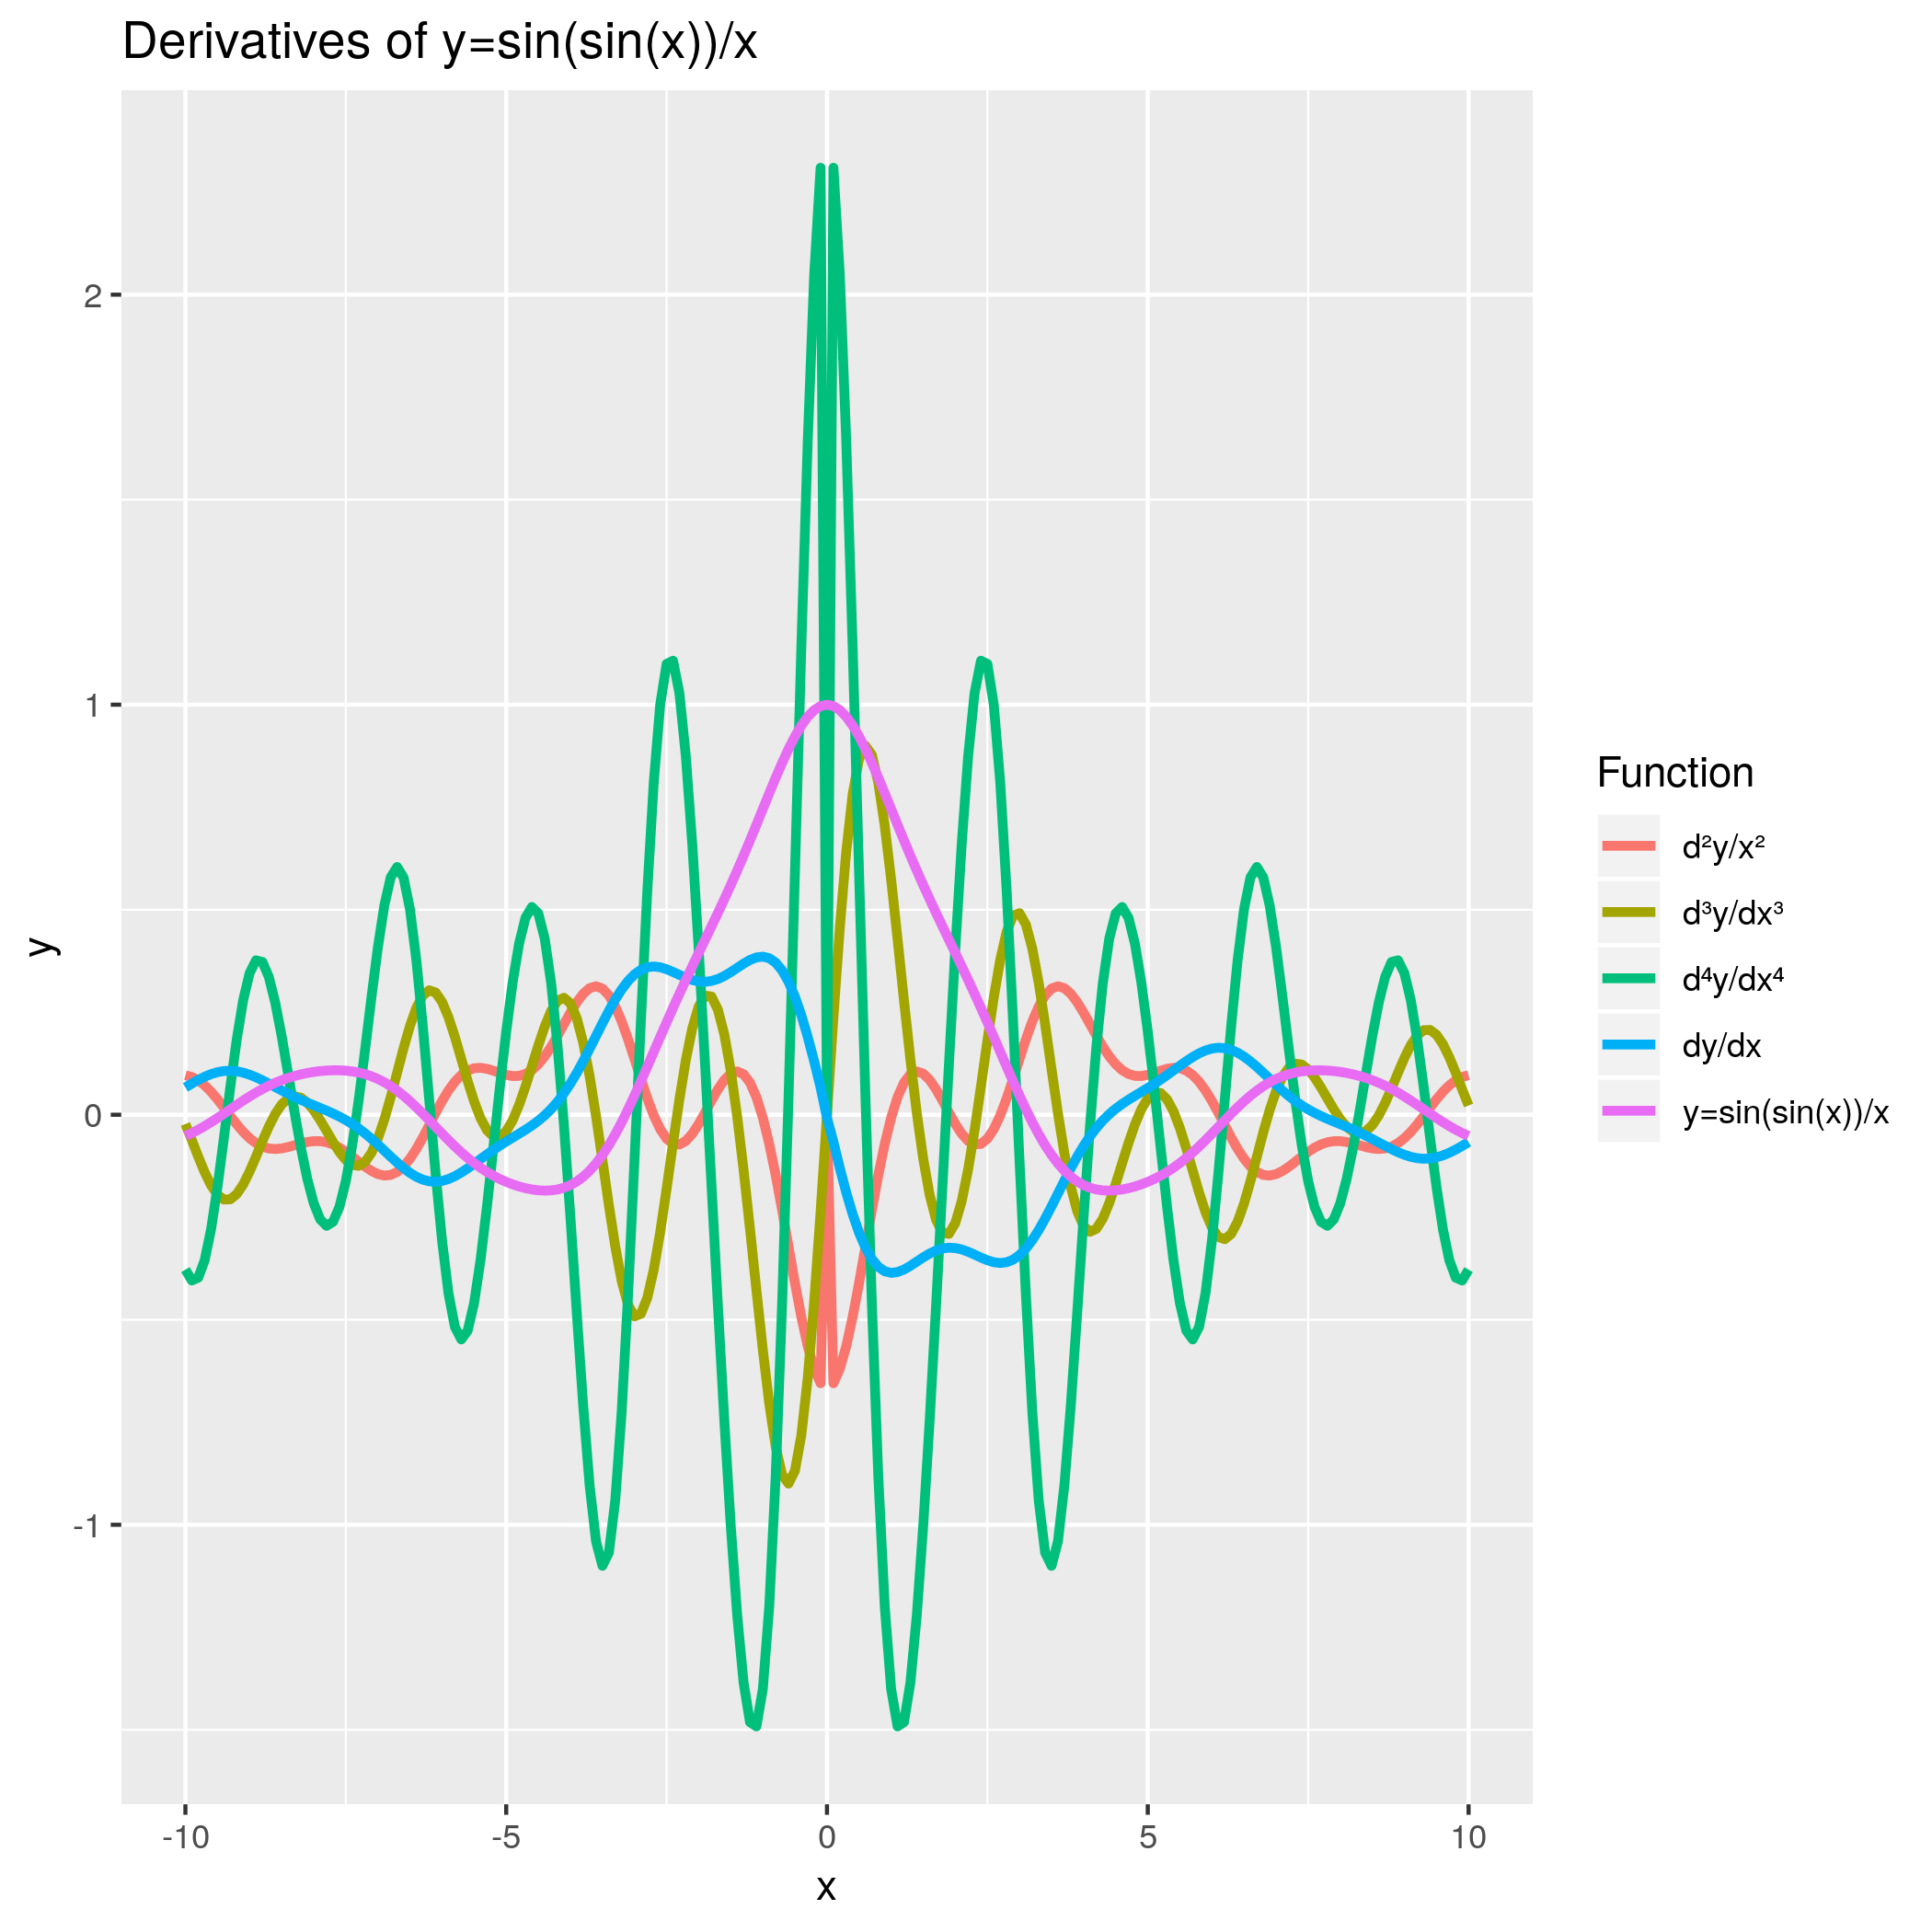 Derivatives of y=sin(sin(x))/x
2
1
0
-1
y
-10 -5 0 5 10
x
Function
d²y/x²
d³y/dx³
d⁴y/dx⁴
dy/dx
y=sin(sin(x))/x